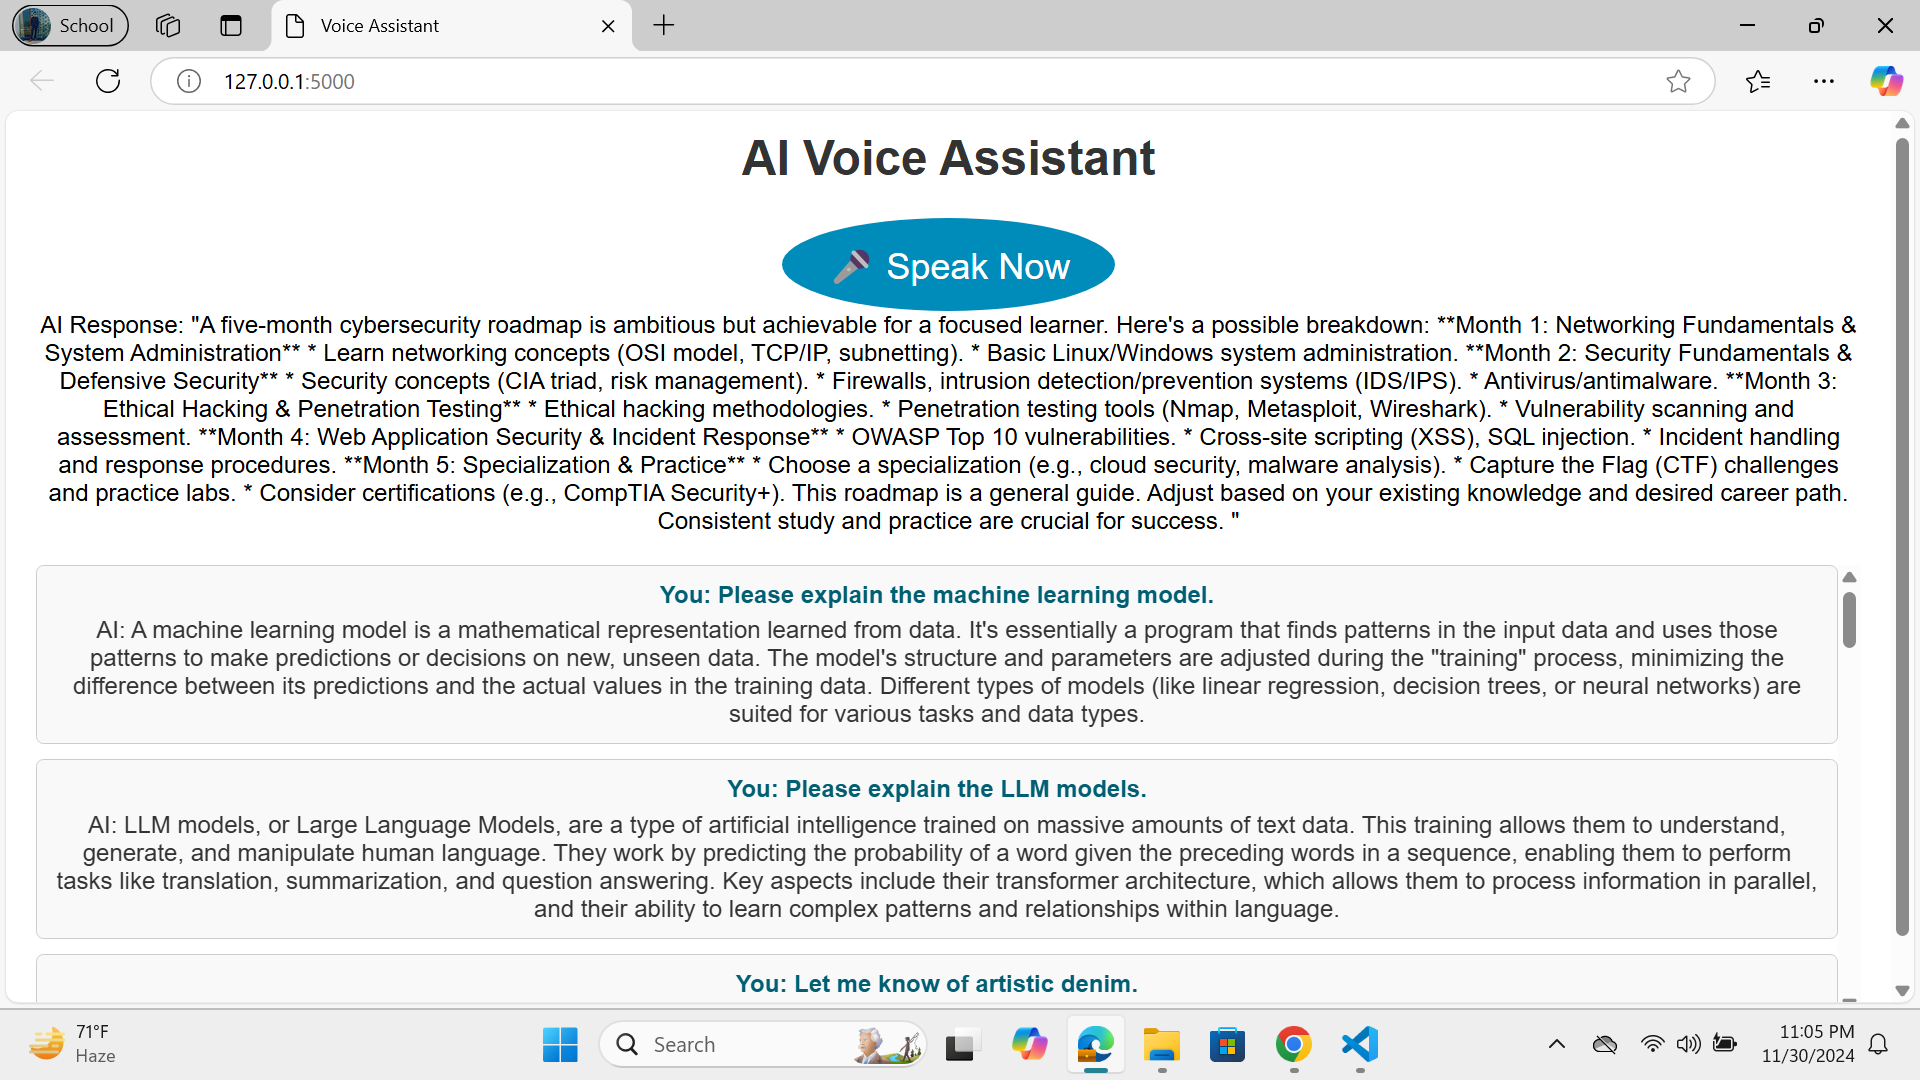 School
Voice Assistant
127.0.0.1:5000
AI Voice Assistant
Speak Now
AI Response: "A five-month cybersecurity roadmap is ambitious but achievable for a focused learner. Here's a possible breakdown: **Month 1: Networking Fundamentals &
System Administration** * Learn networking concepts (OSI model, TCP/IP, subnetting). * Basic Linux/Windows system administration. **Month 2: Security Fundamentals &
Defensive Security** * Security concepts (CIA triad, risk management). * Firewalls, intrusion detection/prevention systems (IDS/IPS). * Antivirus/antimalware. **Month 3:
Ethical Hacking & Penetration Testing** * Ethical hacking methodologies. * Penetration testing tools (Nmap, Metasploit, Wireshark). * Vulnerability scanning and
assessment. **Month 4: Web Application Security & Incident Response** * OWASP Top 10 vulnerabilities. * Cross-site scripting (XSS), SQL injection. * Incident handling
and response procedures. **Month 5: Specialization & Practice** * Choose a specialization (e.g., cloud security, malware analysis). * Capture the Flag (CTF) challenges
and practice labs. * Consider certifications (e.g., CompTIA Security+). This roadmap is a general guide. Adjust based on your existing knowledge and desired career path.
Consistent study and practice are crucial for success. "
You: Please explain the machine learning model.
AI: A machine learning model is a mathematical representation learned from data. It's essentially a program that finds patterns in the input data and uses those
patterns to make predictions or decisions on new, unseen data. The model's structure and parameters are adjusted during the "training" process, minimizing the
difference between its predictions and the actual values in the training data. Different types of models (like linear regression, decision trees, or neural networks) are
suited for various tasks and data types.
You: Please explain the LLM models.
AI: LLM models, or Large Language Models, are a type of artificial intelligence trained on massive amounts of text data. This training allows them to understand,
generate, and manipulate human language. They work by predicting the probability of a word given the preceding words in a sequence, enabling them to perform
tasks like translation, summarization, and question answering. Key aspects include their transformer architecture, which allows them to process information in parallel,
and their ability to learn complex patterns and relationships within language.
You: Let me know of artistic denim.
71°F
Haze
Search
11:05 PM
11/30/2024